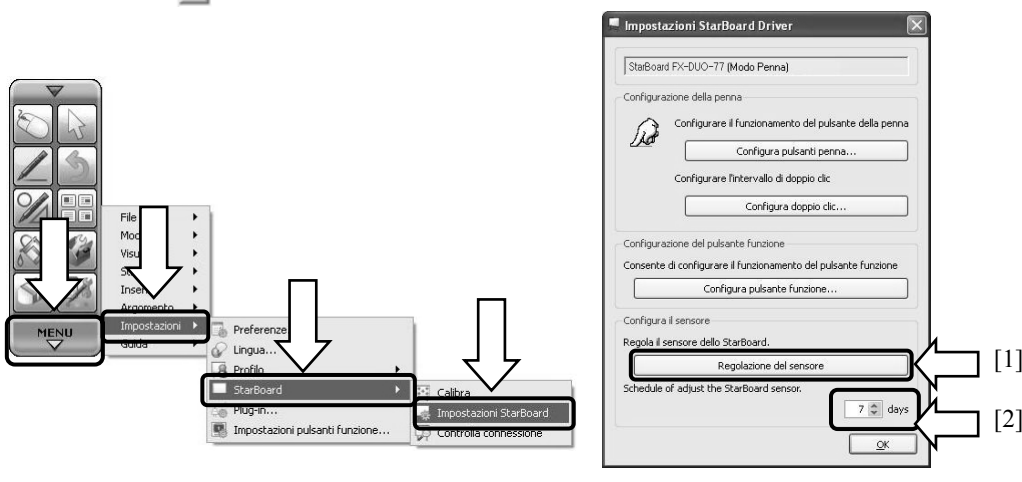 MENU
File
Argomento
Impostazioni
Guida
Preferenze
Lingua...
Profilo
StarBoard
Plug-in...
Impostazioni pulsanti funzione...
Calibra
Impostazioni StarBoard
Controlla connessione
Impostazioni StarBoard Driver
StarBoard FX-DUO-77 (Modo Penna)
Configurazione della penna
Configurare il funzionamento del pulsante della penna
Configura pulsanti penna...
Configurare l'intervallo di doppio clic
Configura doppio clic...
Configurazione del pulsante funzione
Consente di configurare il funzionamento del pulsante funzione
Configura pulsante funzione...
Configura il sensore
Regola il sensore dello StarBoard.
Regolazione del sensore
[1]
Schedule of adjust the StarBoard sensor.
7 days
[2]
OK